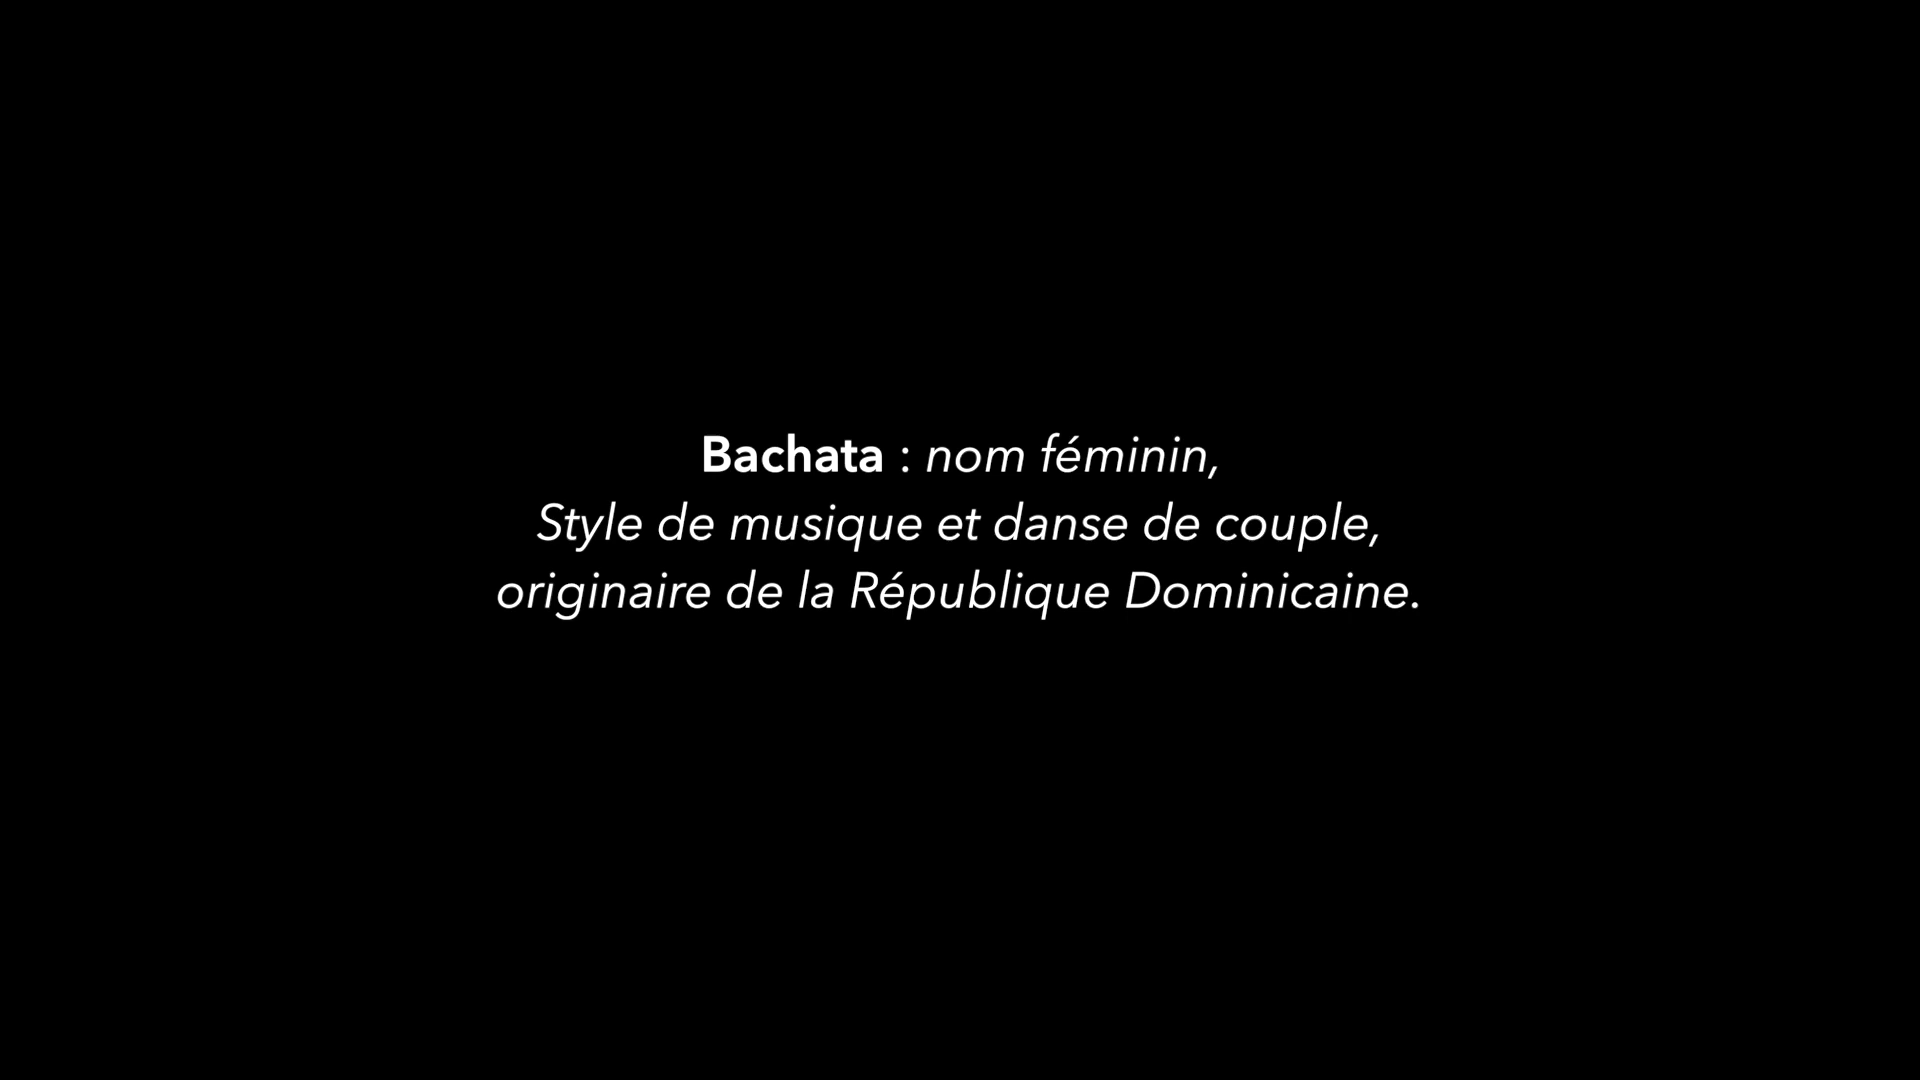 Bachata : nom féminin,
Style de musique et danse de couple,
originaire de la République Dominicaine.